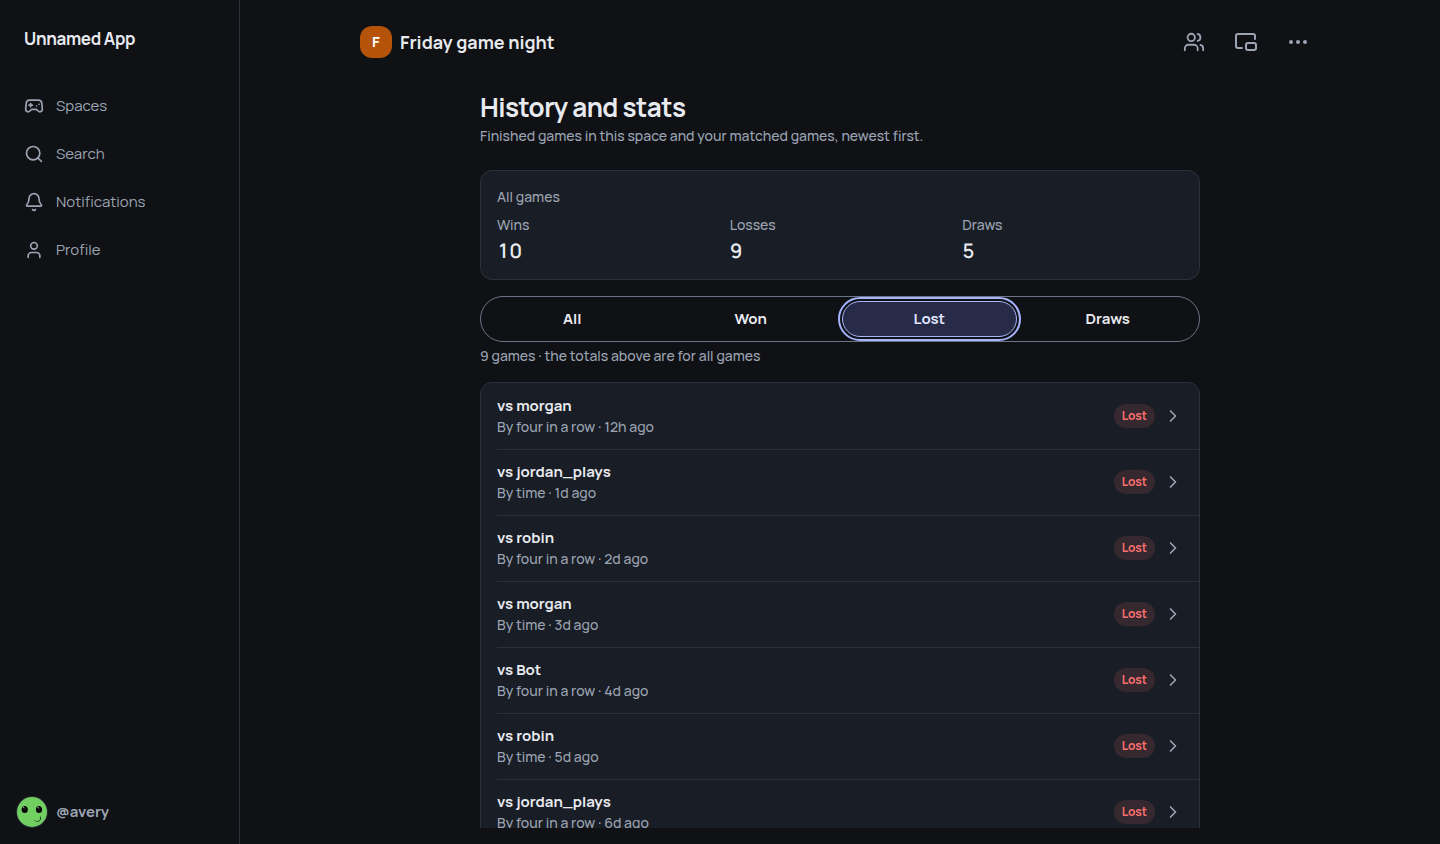 Unnamed App
Spaces
Search
Notifications
Profile
@avery
F
Friday game night
History and stats
Finished games in this space and your matched games, newest first.
All games
Wins
Losses
Draws
10
9
5
All
Won
Lost
Draws
9 games · the totals above are for all games
vs morgan
By four in a row · 12h ago
Lost
vs jordan_plays
By time · 1d ago
Lost
vs robin
By four in a row · 2d ago
Lost
vs morgan
By time · 3d ago
Lost
vs Bot
By four in a row · 4d ago
Lost
vs robin
By time · 5d ago
Lost
vs jordan_plays
By four in a row · 6d ago
Lost